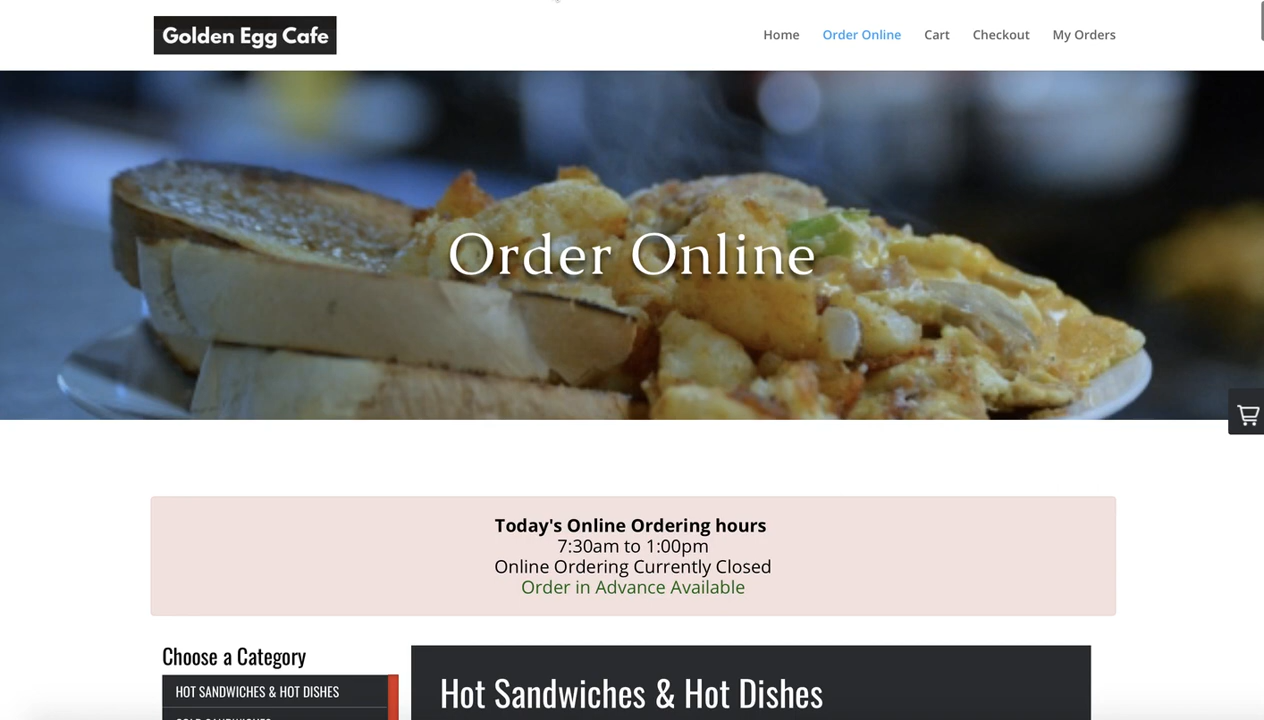 Golden Egg Cafe
Home Order Online Cart Checkout My Orders
Order Online
Today's Online Ordering hours
7:30am to 1:00pm
Online Ordering Currently Closed
Order in Advance Available
Choose a Category
HOT SANDWICHES & HOT DISHES
Hot Sandwiches & Hot Dishes